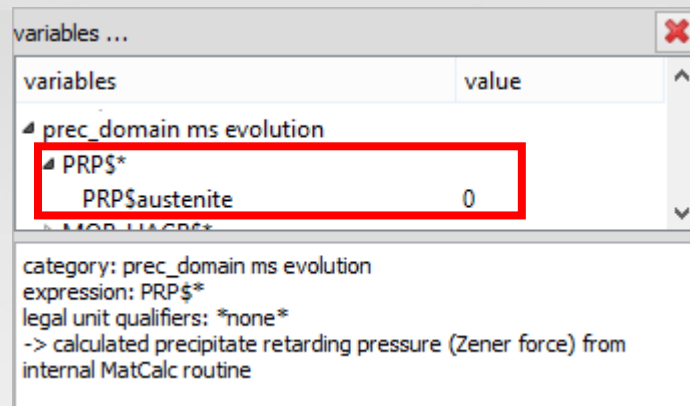 variables ...
variables value
prec_domain ms evolution
PRP$*
PRP$austenite 0
category: prec_domain ms evolution
expression: PRP$*
legal unit qualifiers: *none*
-> calculated precipitate retarding pressure (Zener force) from
internal MatCalc routine